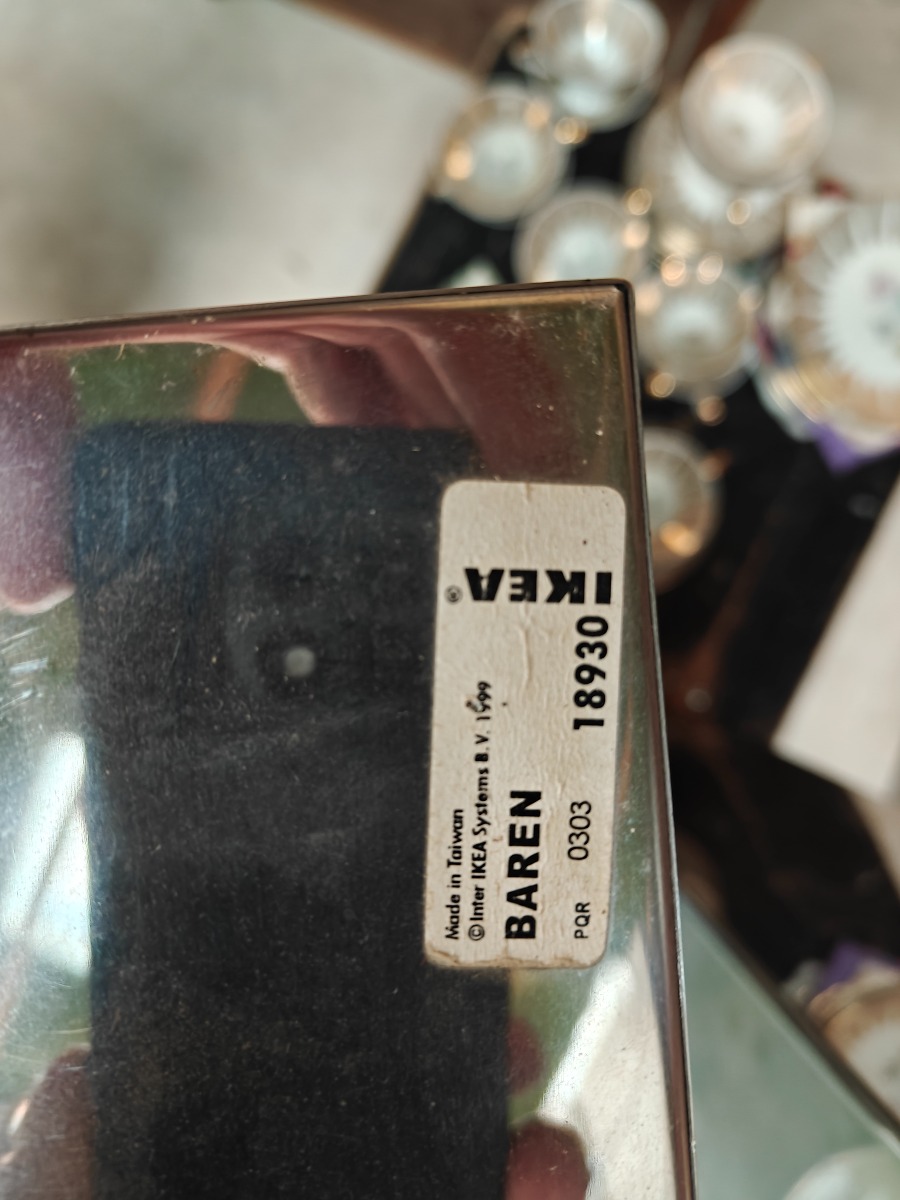 Made in Taiwan
© Inter IKEA Systems B.V. 1999
BAREN
PQR 0303
18930
IKEA®